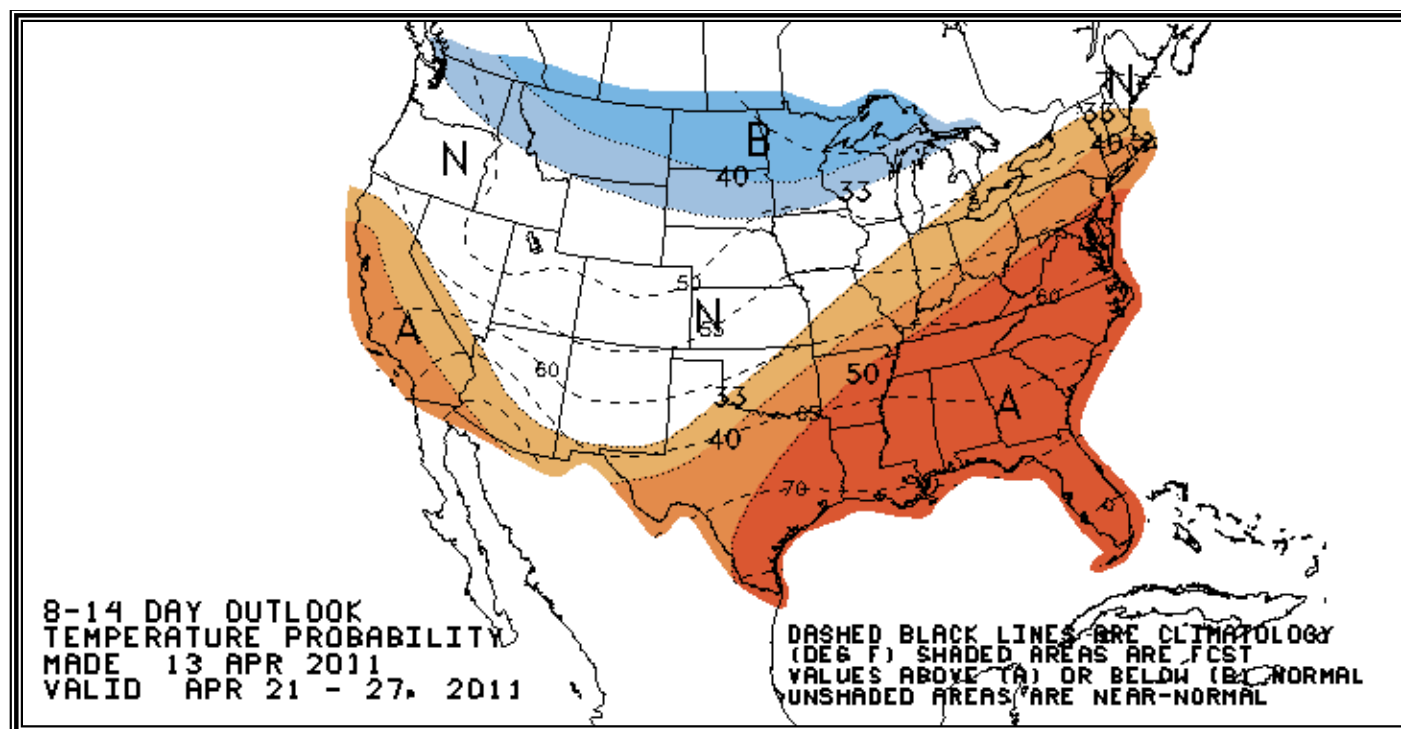 N
33
B
40
40
N
33
50
N
55
A
60
60
50
33
A
65
40
70
8-14 DAY OUTLOOK
TEMPERATURE PROBABILITY
MADE 13 APR 2011
VALID APR 21 - 27, 2011
DASHED BLACK LINES ARE CLIMATOLOGY
(DEG F) SHADED AREAS ARE FCST
VALUES ABOVE (A) OR BELOW (B) NORMAL
UNSHADED AREAS ARE NEAR-NORMAL